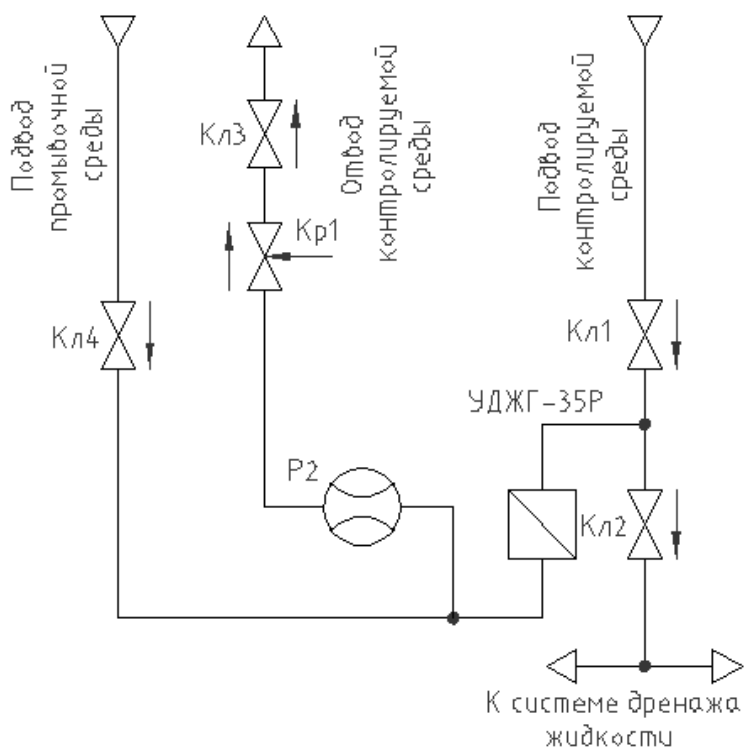 Подвод
промывочной
среды
Кл3
Отвод
контролируемой
среды
Подвод
контролируемой
среды
Кр1
Кл4
Кл1
УДЖГ-35Р
Р2
Кл2
К системе дренажа
жидкости